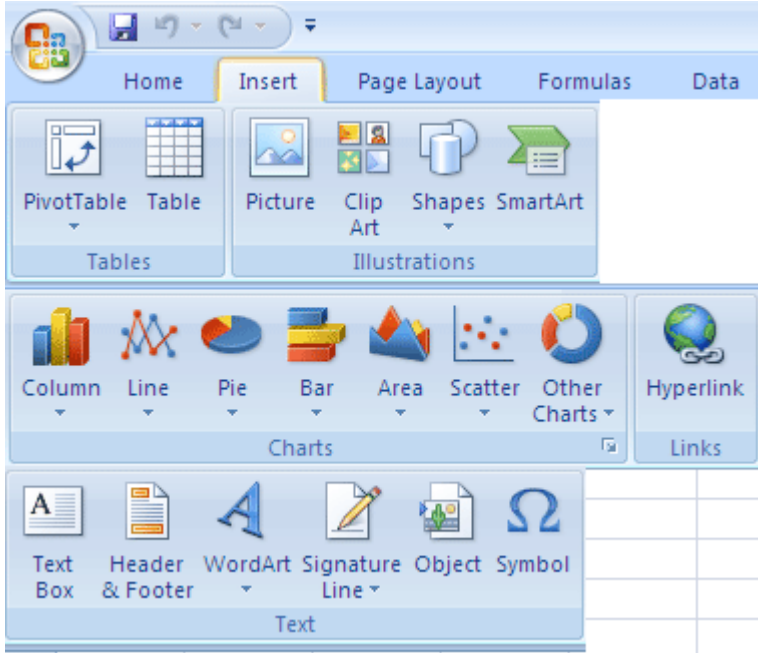 Home Insert Page Layout Formulas Data
PivotTable Table Picture Clip Art Shapes SmartArt
Tables Illustrations
Column Line Pie Bar Area Scatter Other Charts Hyperlink
Charts Links
Text Box Header & Footer WordArt Signature Line Object Symbol
Text